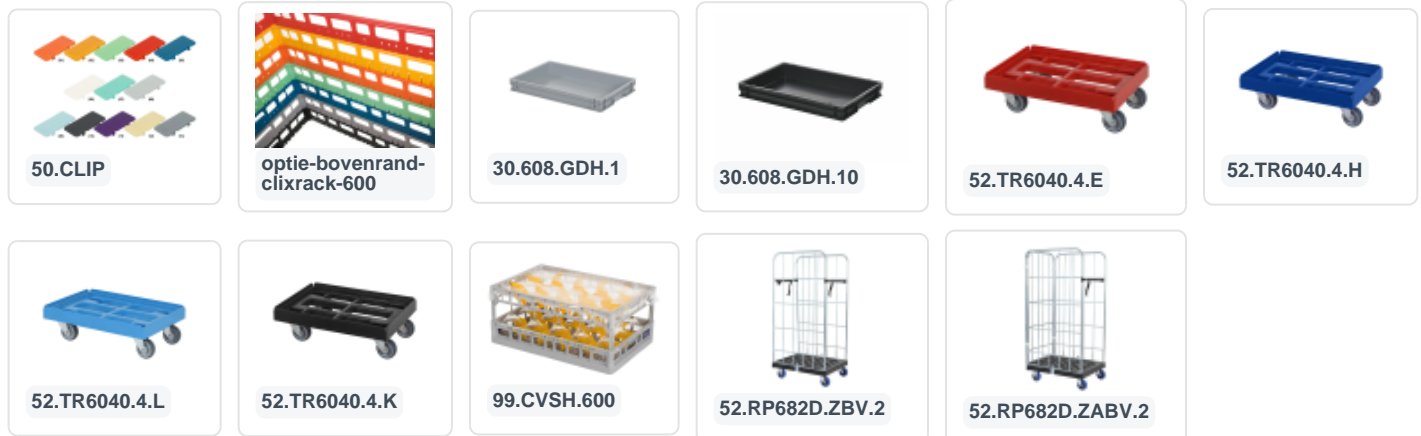 50.CLIP
optie-bovenrand-
clixrack-600
30.608.GDH.1
30.608.GDH.10
52.TR6040.4.E
52.TR6040.4.H
52.TR6040.4.L
52.TR6040.4.K
99.CVSH.600
52.RP682D.ZBV.2
52.RP682D.ZABV.2